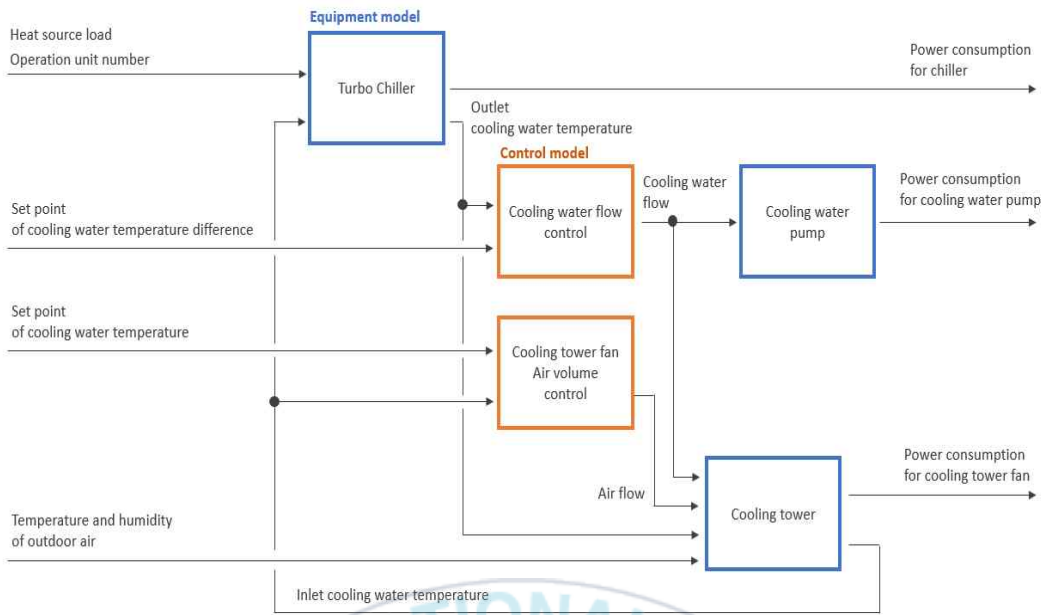 Equipment model
Heat source load
Operation unit number
Turbo Chiller
Power consumption
for chiller
Outlet
cooling water temperature
Control model
Set point
of cooling water temperature difference
Cooling water flow
control
Cooling water
flow
Cooling water
pump
Power consumption
for cooling water pump
Set point
of cooling water temperature
Cooling tower fan
Air volume
control
Air flow
Cooling tower
Power consumption
for cooling tower fan
Temperature and humidity
of outdoor air
Inlet cooling water temperature